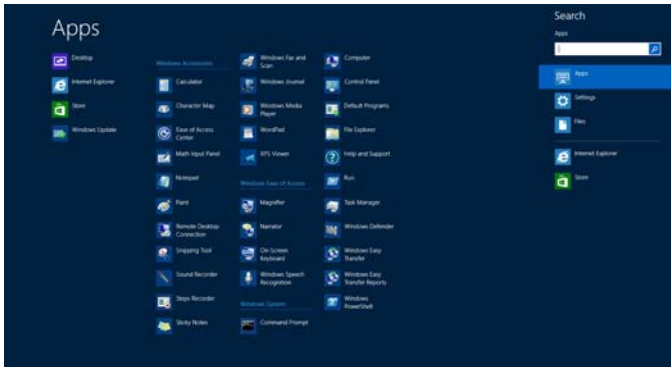 Apps
Desktop
Internet Explorer
Store
Windows Update
Windows Accessories
Calculator
Character Map
Ease of Access
Center
Math Input Panel
Notepad
Paint
Remote Desktop
Connection
Snipping Tool
Sound Recorder
Steps Recorder
Sticky Notes
Windows Fax and
Scan
Windows Journal
Windows Media
Player
WordPad
XPS Viewer
Windows Ease of Access
Magnifier
Narrator
On-Screen
Keyboard
Windows Speech
Recognition
Windows System
Command Prompt
Computer
Control Panel
Default Programs
File Explorer
Help and Support
Run
Task Manager
Windows Defender
Windows Easy
Transfer
Windows Easy
Transfer Reports
Windows
PowerShell
Search
Apps
Apps
Settings
Files
Internet Explorer
Store